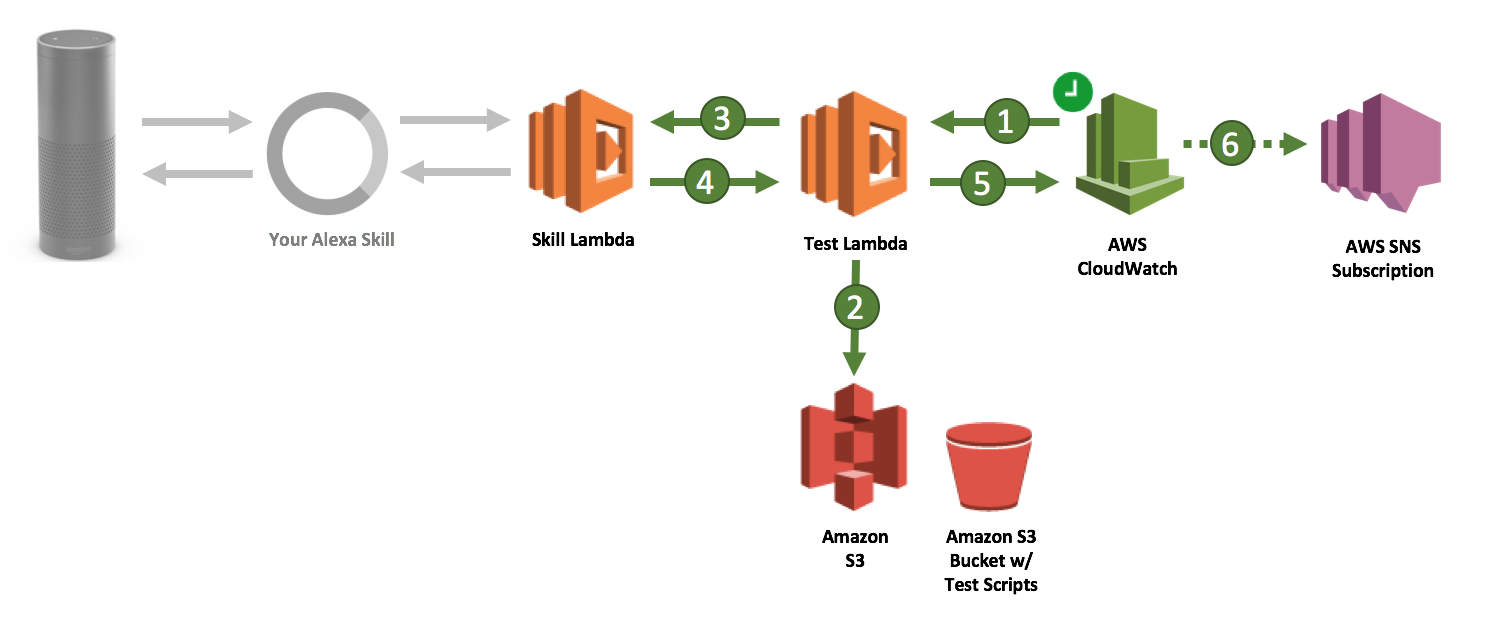 3
1
6
4
5
Your Alexa Skill
Skill Lambda
Test Lambda
AWS
CloudWatch
AWS SNS
Subscription
2
Amazon
S3
Amazon S3
Bucket w/
Test Scripts